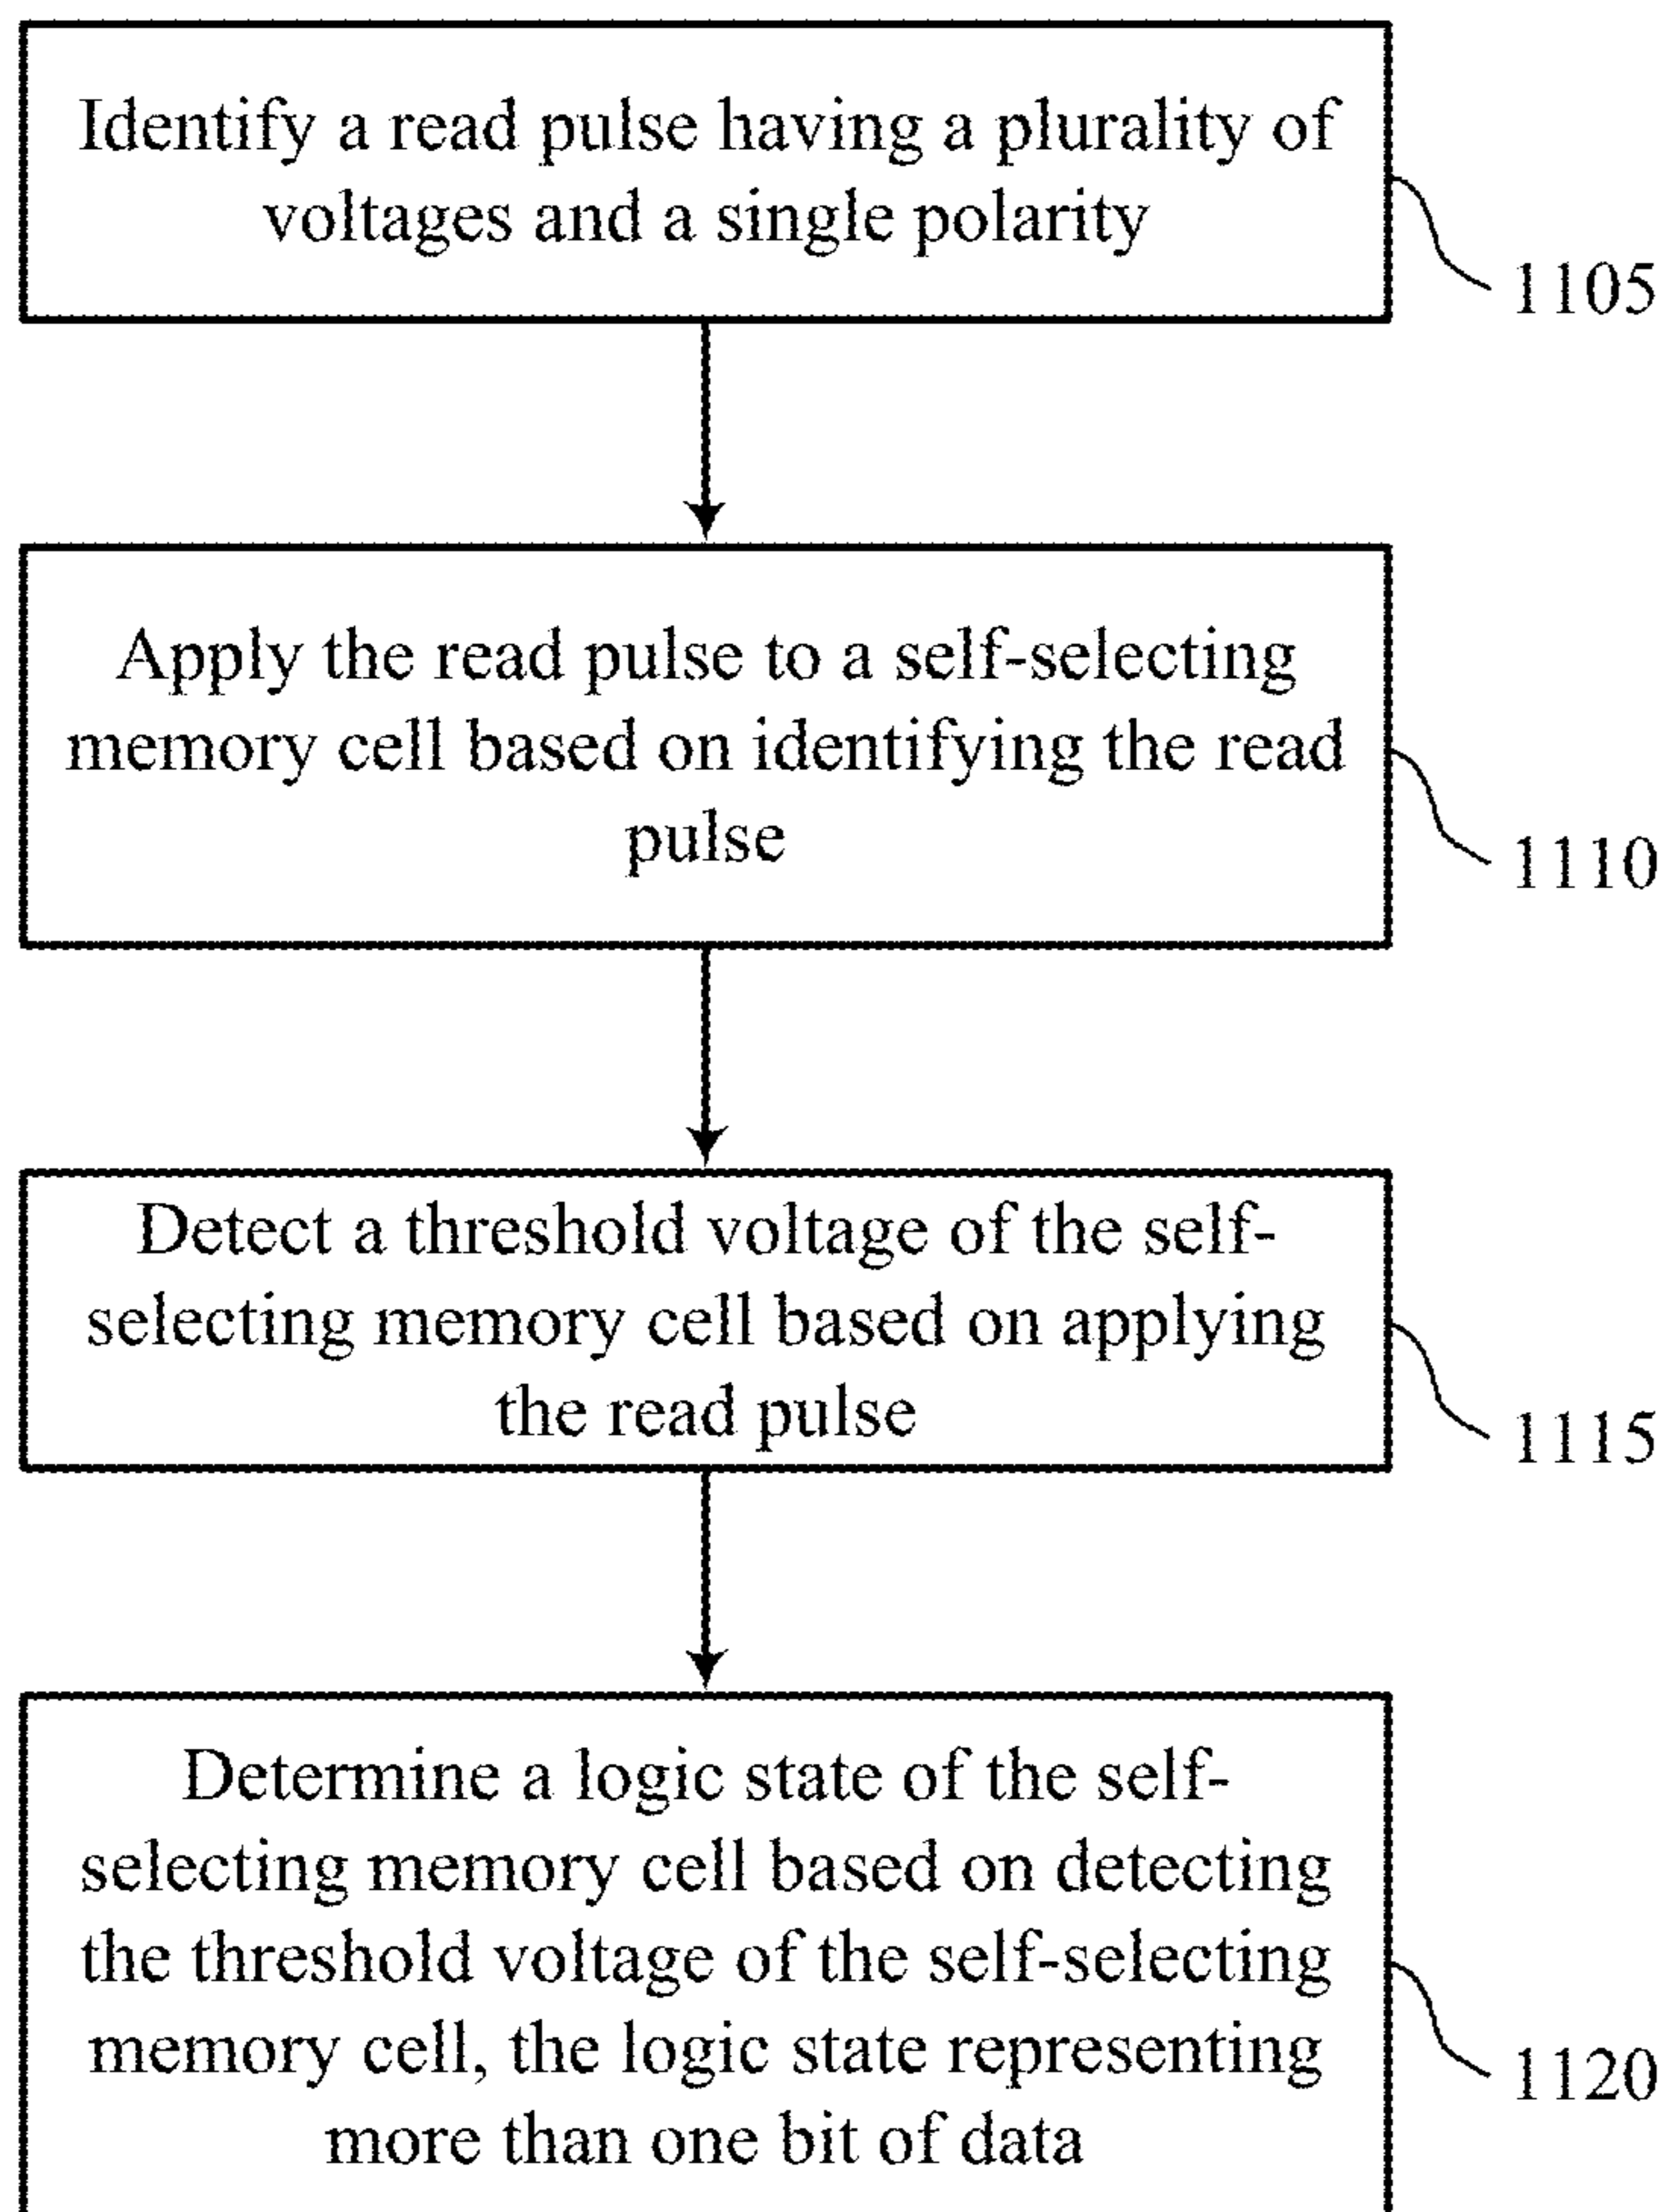 Identify a read pulse having a plurality of
voltages and a single polarity
1105
Apply the read pulse to a self-selecting
memory cell based on identifying the read
pulse
1110
Detect a threshold voltage of the self-
selecting memory cell based on applying
the read pulse
1115
Determine a logic state of the self-
selecting memory cell based on detecting
the threshold voltage of the self-selecting
memory cell, the logic state representing
more than one bit of data
1120